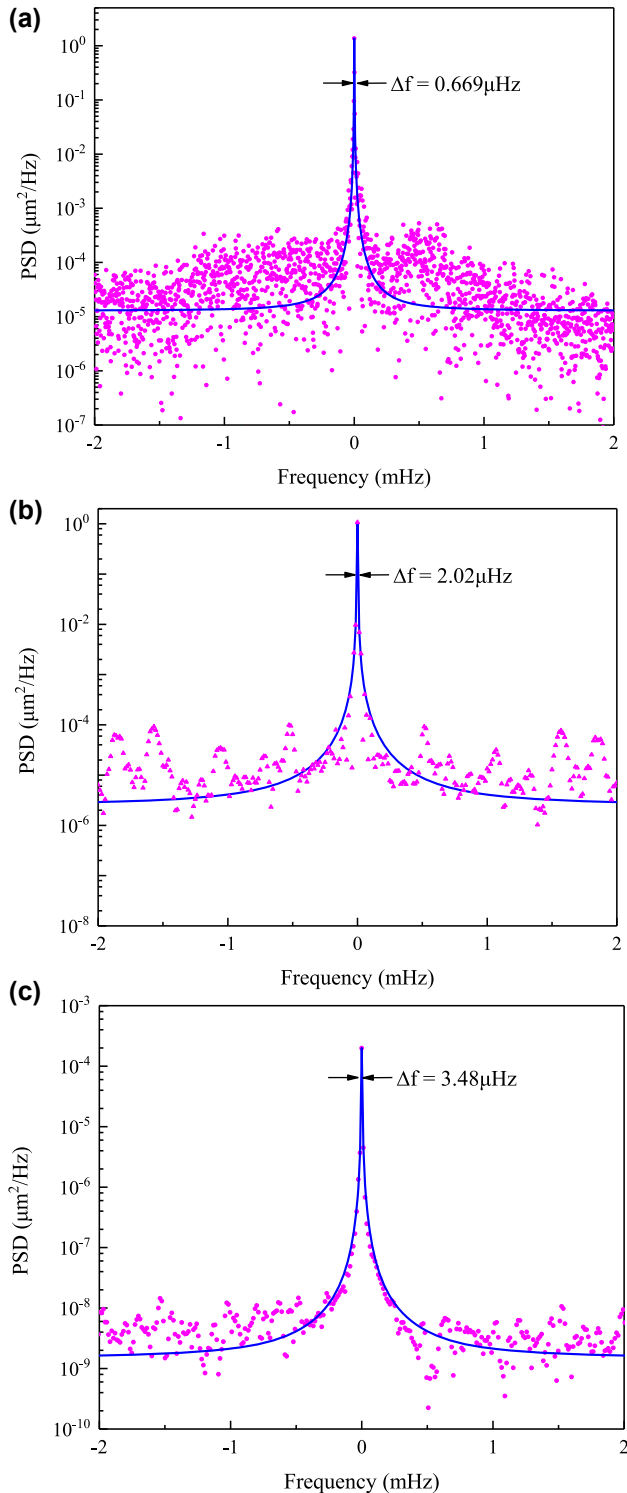 (a)
10⁰
10⁻¹
10⁻²
10⁻³
10⁻⁴
10⁻⁵
10⁻⁶
10⁻⁷
PSD (μm²/Hz)
Δf = 0.669μHz
-2 -1 0 1 2
Frequency (mHz)
(b)
10⁰
10⁻²
10⁻⁴
10⁻⁶
10⁻⁸
PSD (μm²/Hz)
Δf = 2.02μHz
-2 -1 0 1 2
Frequency (mHz)
(c)
10⁻³
10⁻⁴
10⁻⁵
10⁻⁶
10⁻⁷
10⁻⁸
10⁻⁹
10⁻¹⁰
PSD (μm²/Hz)
Δf = 3.48μHz
-2 -1 0 1 2
Frequency (mHz)